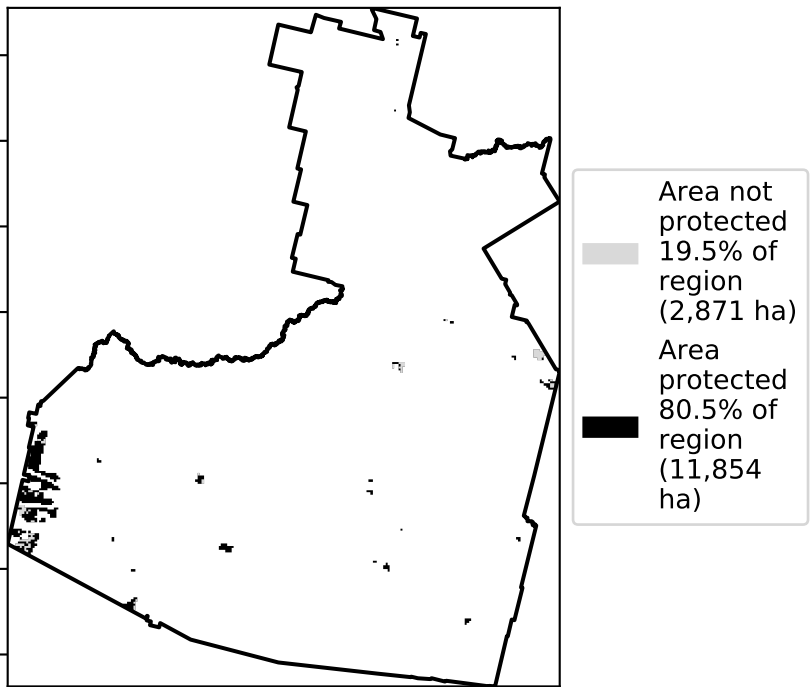 Area not
protected
19.5% of
region
(2,871 ha)
Area
protected
80.5% of
region
(11,854
ha)